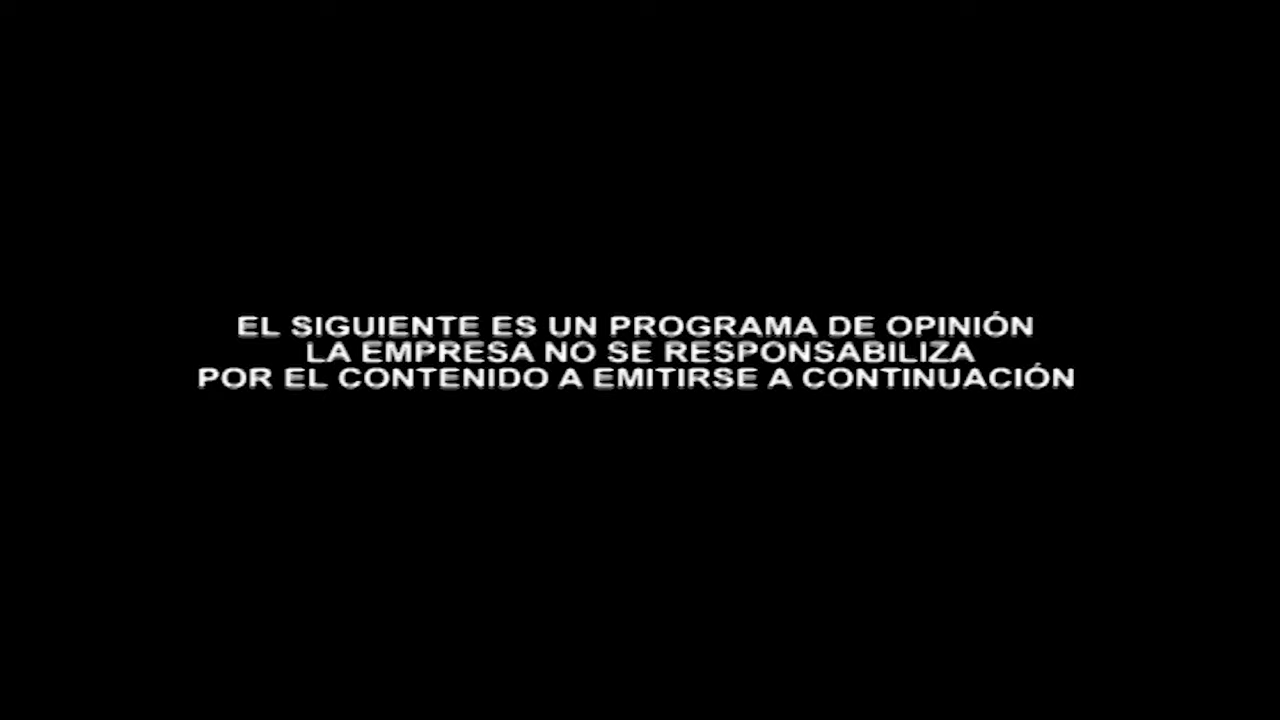 EL SIGUIENTE ES UN PROGRAMA DE OPINIÓN
LA EMPRESA NO SE RESPONSABILIZA
POR EL CONTENIDO A EMITIRSE A CONTINUACIÓN